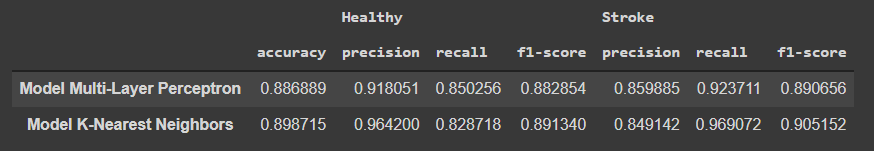 Healthy Stroke
accuracy precision recall f1-score precision recall f1-score
Model Multi-Layer Perceptron 0.886889 0.918051 0.850256 0.882854 0.859885 0.923711 0.890656
Model K-Nearest Neighbors 0.898715 0.964200 0.828718 0.891340 0.849142 0.969072 0.905152